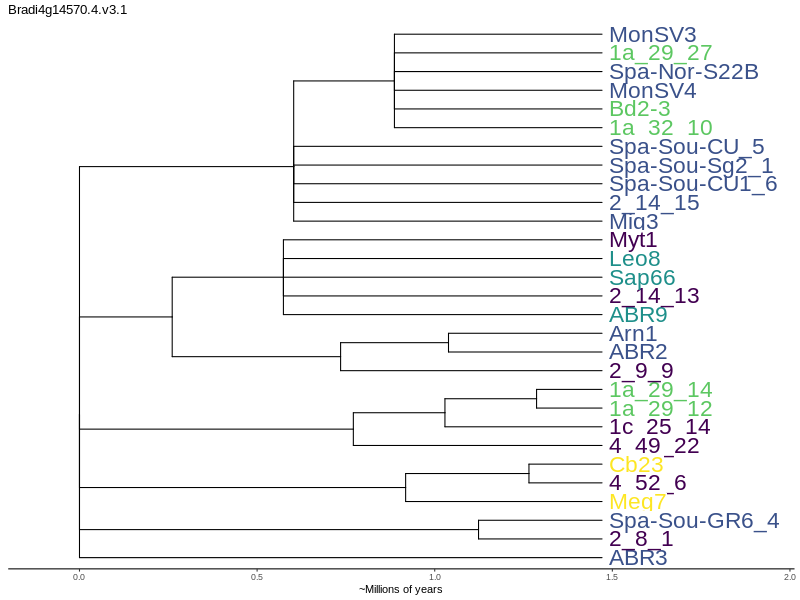 Bradi4g14570.4.v3.1
MonSV3
1a_29_27
Spa-Nor-S22B
MonSV4
Bd2-3
1a_32_10
Spa-Sou-CU_5
Spa-Sou-Sg2_1
Spa-Sou-CU1_6
2_14_15
Mig3
Myt1
Leo8
Sap66
2_14_13
ABR9
Arn1
ABR2
2_9_9
1a_29_14
1a_29_12
1c_25_14
4_49_22
Cb23
4_52_6
Meg7
Spa-Sou-GR6_4
2_8_1
ABR3
0.0 0.5 1.0 1.5 2.0
~Millions of years